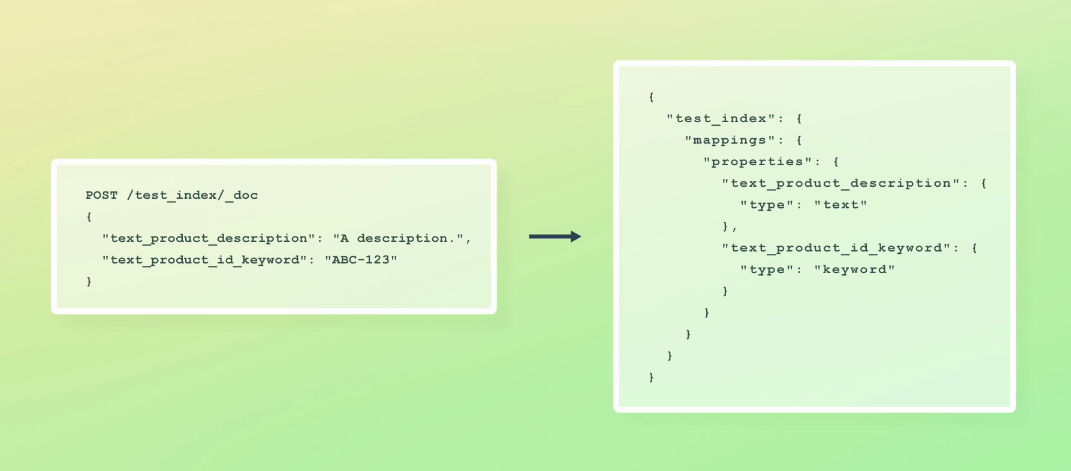 POST /test_index/_doc
{
  "text_product_description": "A description.",
  "text_product_id_keyword": "ABC-123"
}
{
  "test_index": {
    "mappings": {
      "properties": {
        "text_product_description": {
          "type": "text"
        },
        "text_product_id_keyword": {
          "type": "keyword"
        }
      }
    }
  }
}